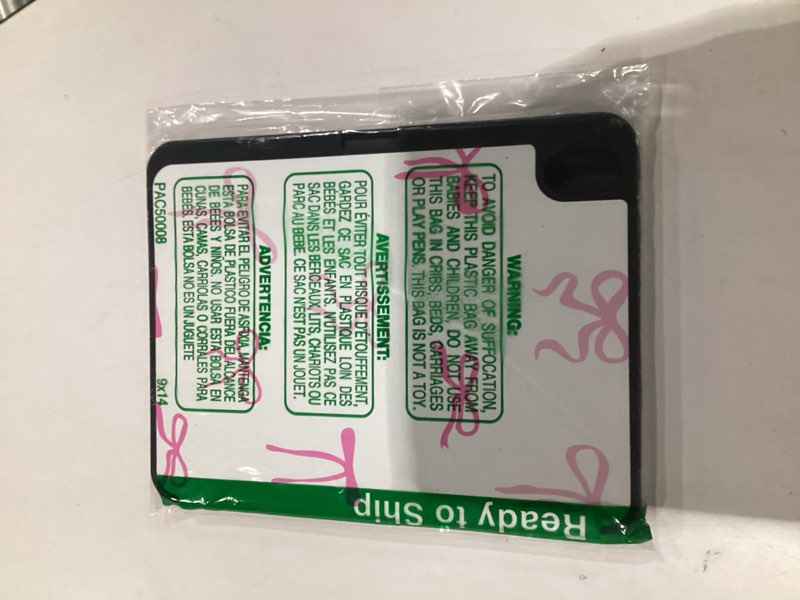 WARNING:
TO AVOID DANGER OF SUFFOCATION,
KEEP THIS PLASTIC BAG AWAY FROM
BABIES AND CHILDREN. DO NOT USE
THIS BAG IN CRIBS, BEDS, CARRIAGES
OR PLAY PENS. THIS BAG IS NOT A TOY.
AVERTISSEMENT:
POUR ÉVITER TOUT RISQUE D'ÉTOUFFEMENT,
GARDEZ CE SAC EN PLASTIQUE LOIN DES
BÉBÉS ET LES ENFANTS. N'UTILISEZ PAS CE
SAC DANS LES BERCEAUX, LITS, CHARIOTS OU
PARC AU BÉBÉ. CE SAC N'EST PAS UN JOUET.
ADVERTENCIA:
PARA EVITAR EL PELIGRO DE ASFIXIA, MANTENGA
ESTA BOLSA DE PLASTICO FUERA DEL ALCANCE
DE BEBES Y NIÑOS. NO USAR ESTA BOLSA EN
CUNAS, CAMAS, CARRIOLAS O CORRALES PARA
BEBES. ESTA BOLSA NO ES UN JUGUETE
PAC50008
9x14
Ready to Ship